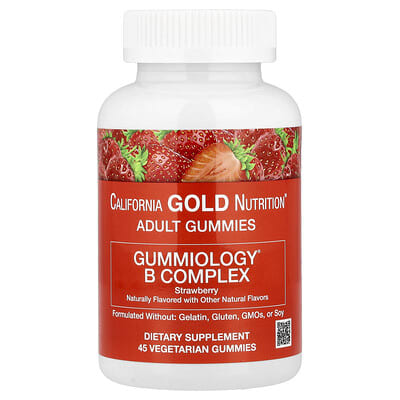 CALIFORNIA GOLD NUTRITION®
ADULT GUMMIES
GUMMIOLOGY®
B COMPLEX
Strawberry
Naturally Flavored with Other Natural Flavors
Formulated Without: Gelatin, Gluten, GMOs, or Soy
DIETARY SUPPLEMENT
45 VEGETARIAN GUMMIES